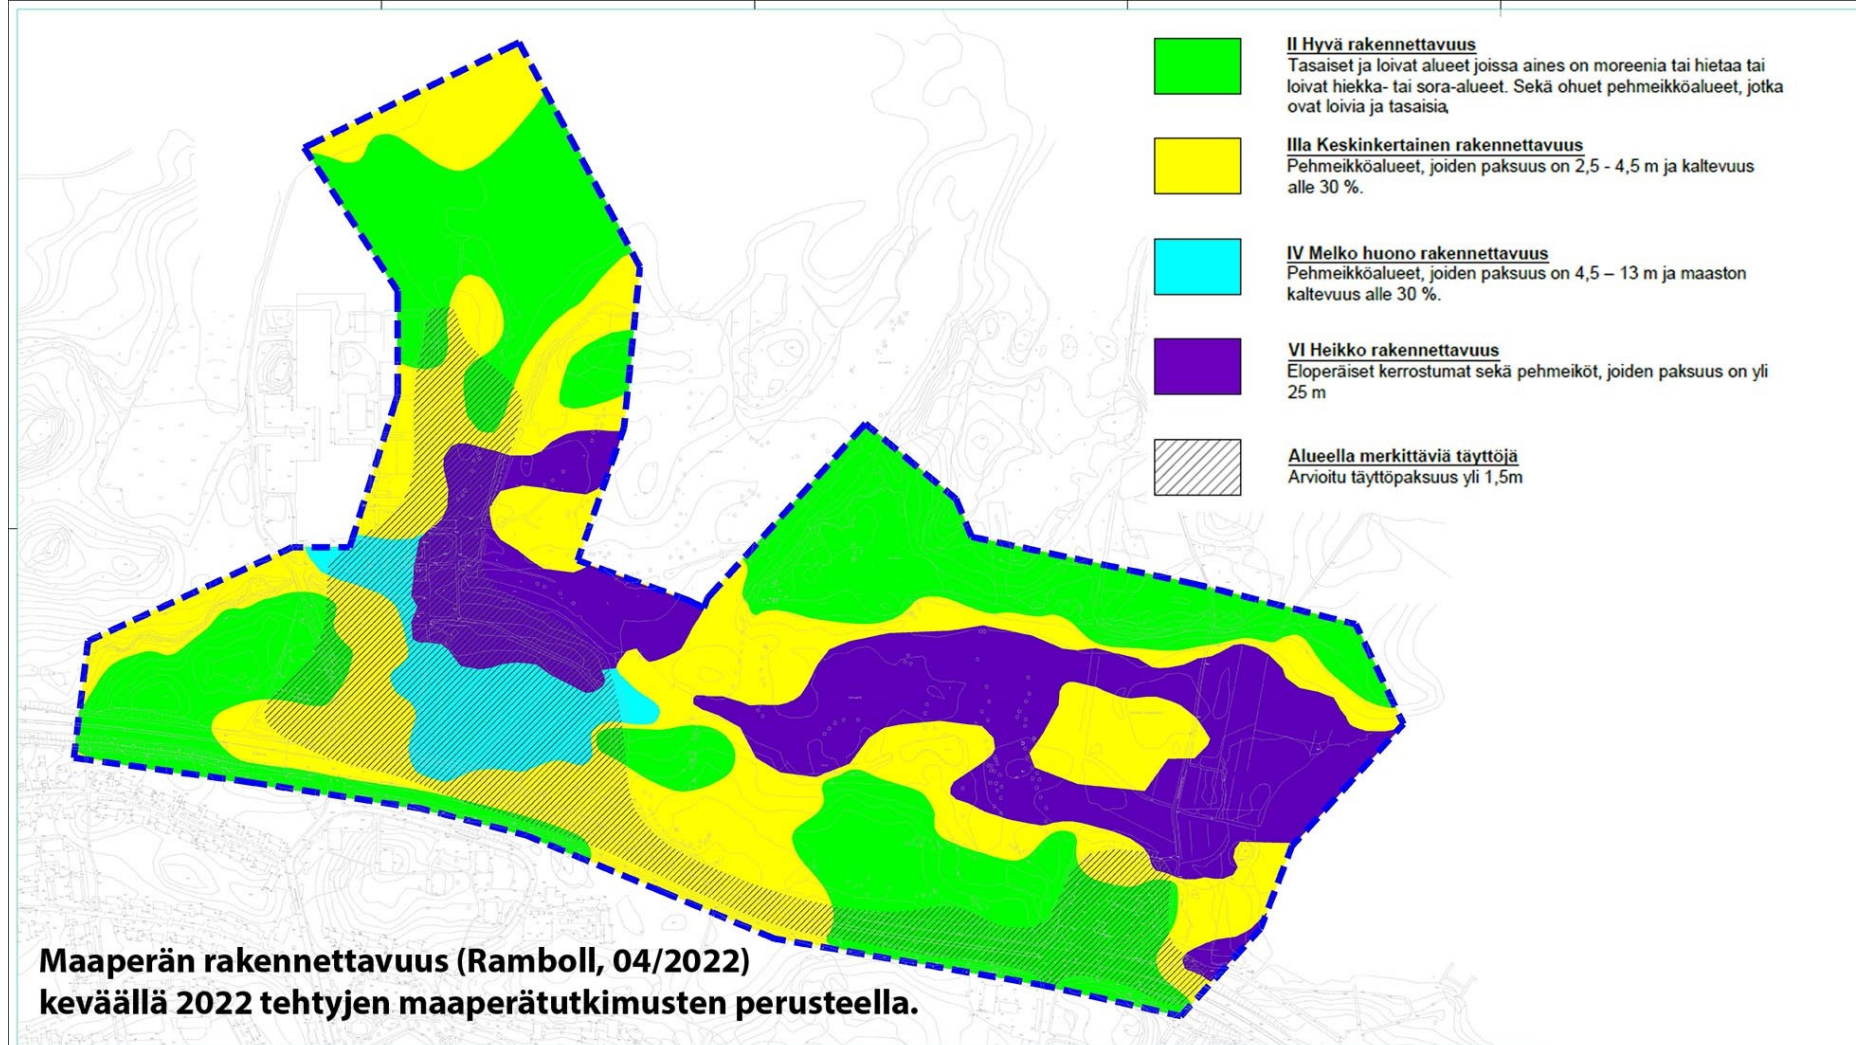 II Hyvä rakennettavuus
Tasaiset ja loivat alueet joissa aines on moreenia tai hietaa tai
loivat hiekka- tai sora-alueet. Sekä ohuet pehmeikköalueet, jotka
ovat loivia ja tasaisia,
IIIa Keskinkertainen rakennettavuus
Pehmeikköalueet, joiden paksuus on 2,5 - 4,5 m ja kaltevuus
alle 30 %.
IV Melko huono rakennettavuus
Pehmeikköalueet, joiden paksuus on 4,5 – 13 m ja maaston
kaltevuus alle 30 %.
VI Heikko rakennettavuus
Eloperäiset kerrostumat sekä pehmeiköt, joiden paksuus on yli
25 m
Alueella merkittäviä täyttöjä
Arvioitu täyttöpaksuus yli 1,5m
Maaperän rakennettavuus (Ramboll, 04/2022)
keväällä 2022 tehtyjen maaperätutkimusten perusteella.